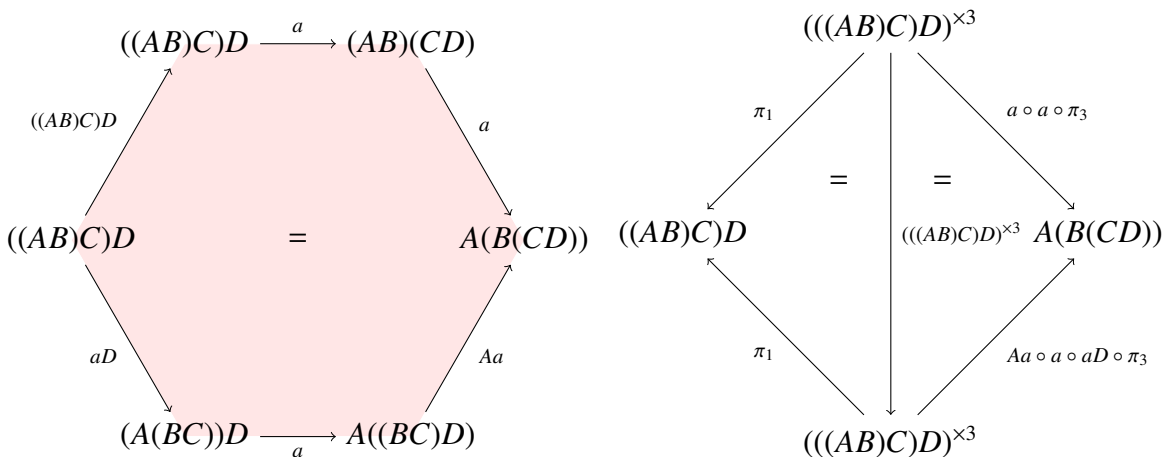 ((AB)C)D a (AB)(CD)
((AB)C)D a
((AB)C)D = A(B(CD))
aD Aa
(A(BC))D a A((BC)D)
(((AB)C)D)^{×3}
π₁ a ∘ a ∘ π₃
= =
((AB)C)D (((AB)C)D)^{×3} A(B(CD))
π₁ Aa ∘ a ∘ aD ∘ π₃
(((AB)C)D)^{×3}